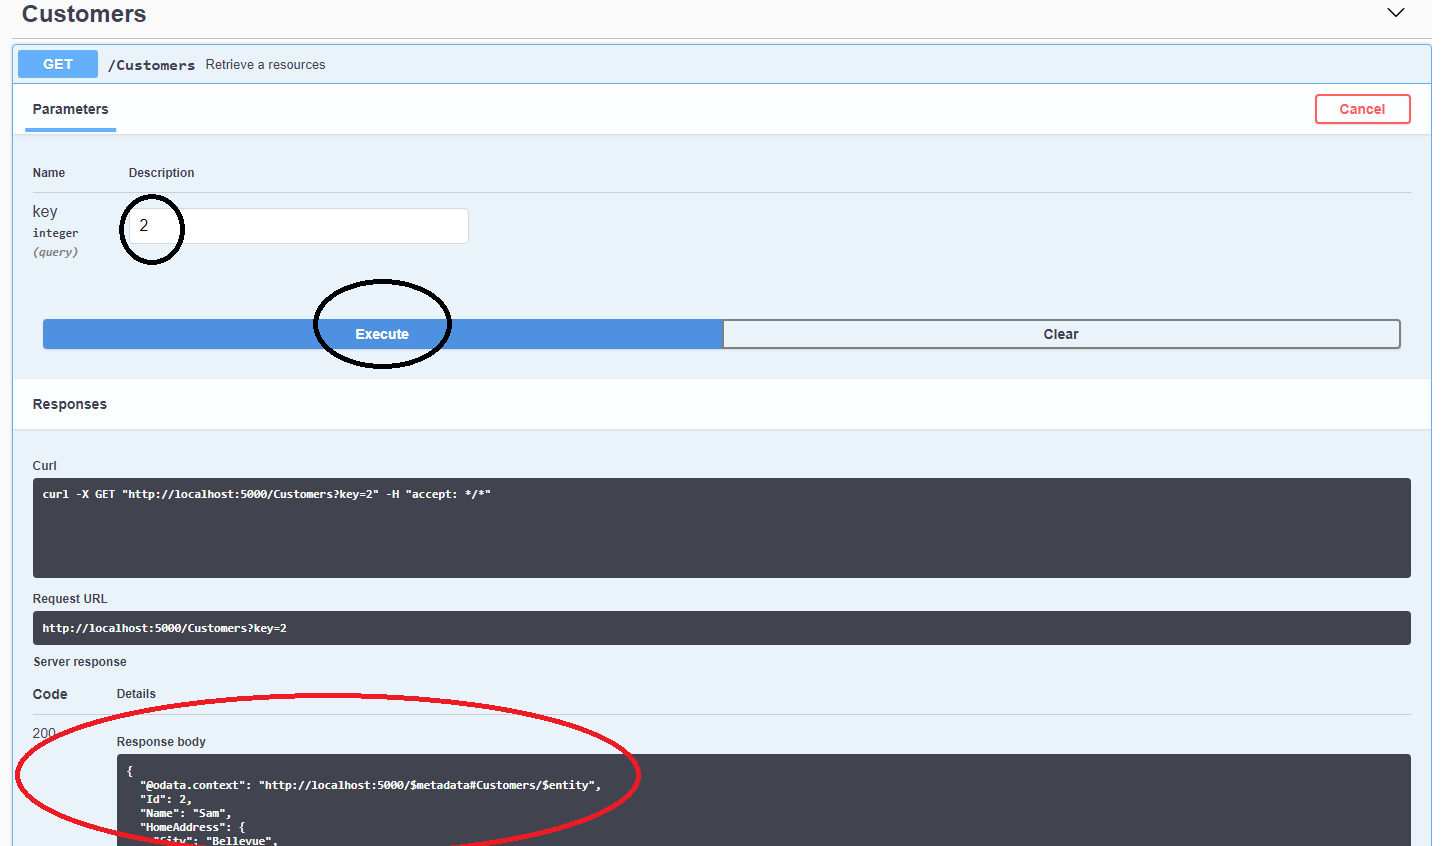 Customers
GET /Customers Retrieve a resources
Parameters Cancel
Name Description
key
integer
(query)
2
Execute Clear
Responses
Curl
curl -X GET "http://localhost:5000/Customers?key=2" -H "accept: */*"
Request URL
http://localhost:5000/Customers?key=2
Server response
Code Details
200
Response body
{
"@odata.context": "http://localhost:5000/$metadata#Customers/$entity",
"Id": 2,
"Name": "Sam",
"HomeAddress": {
"City": "Bellevue",